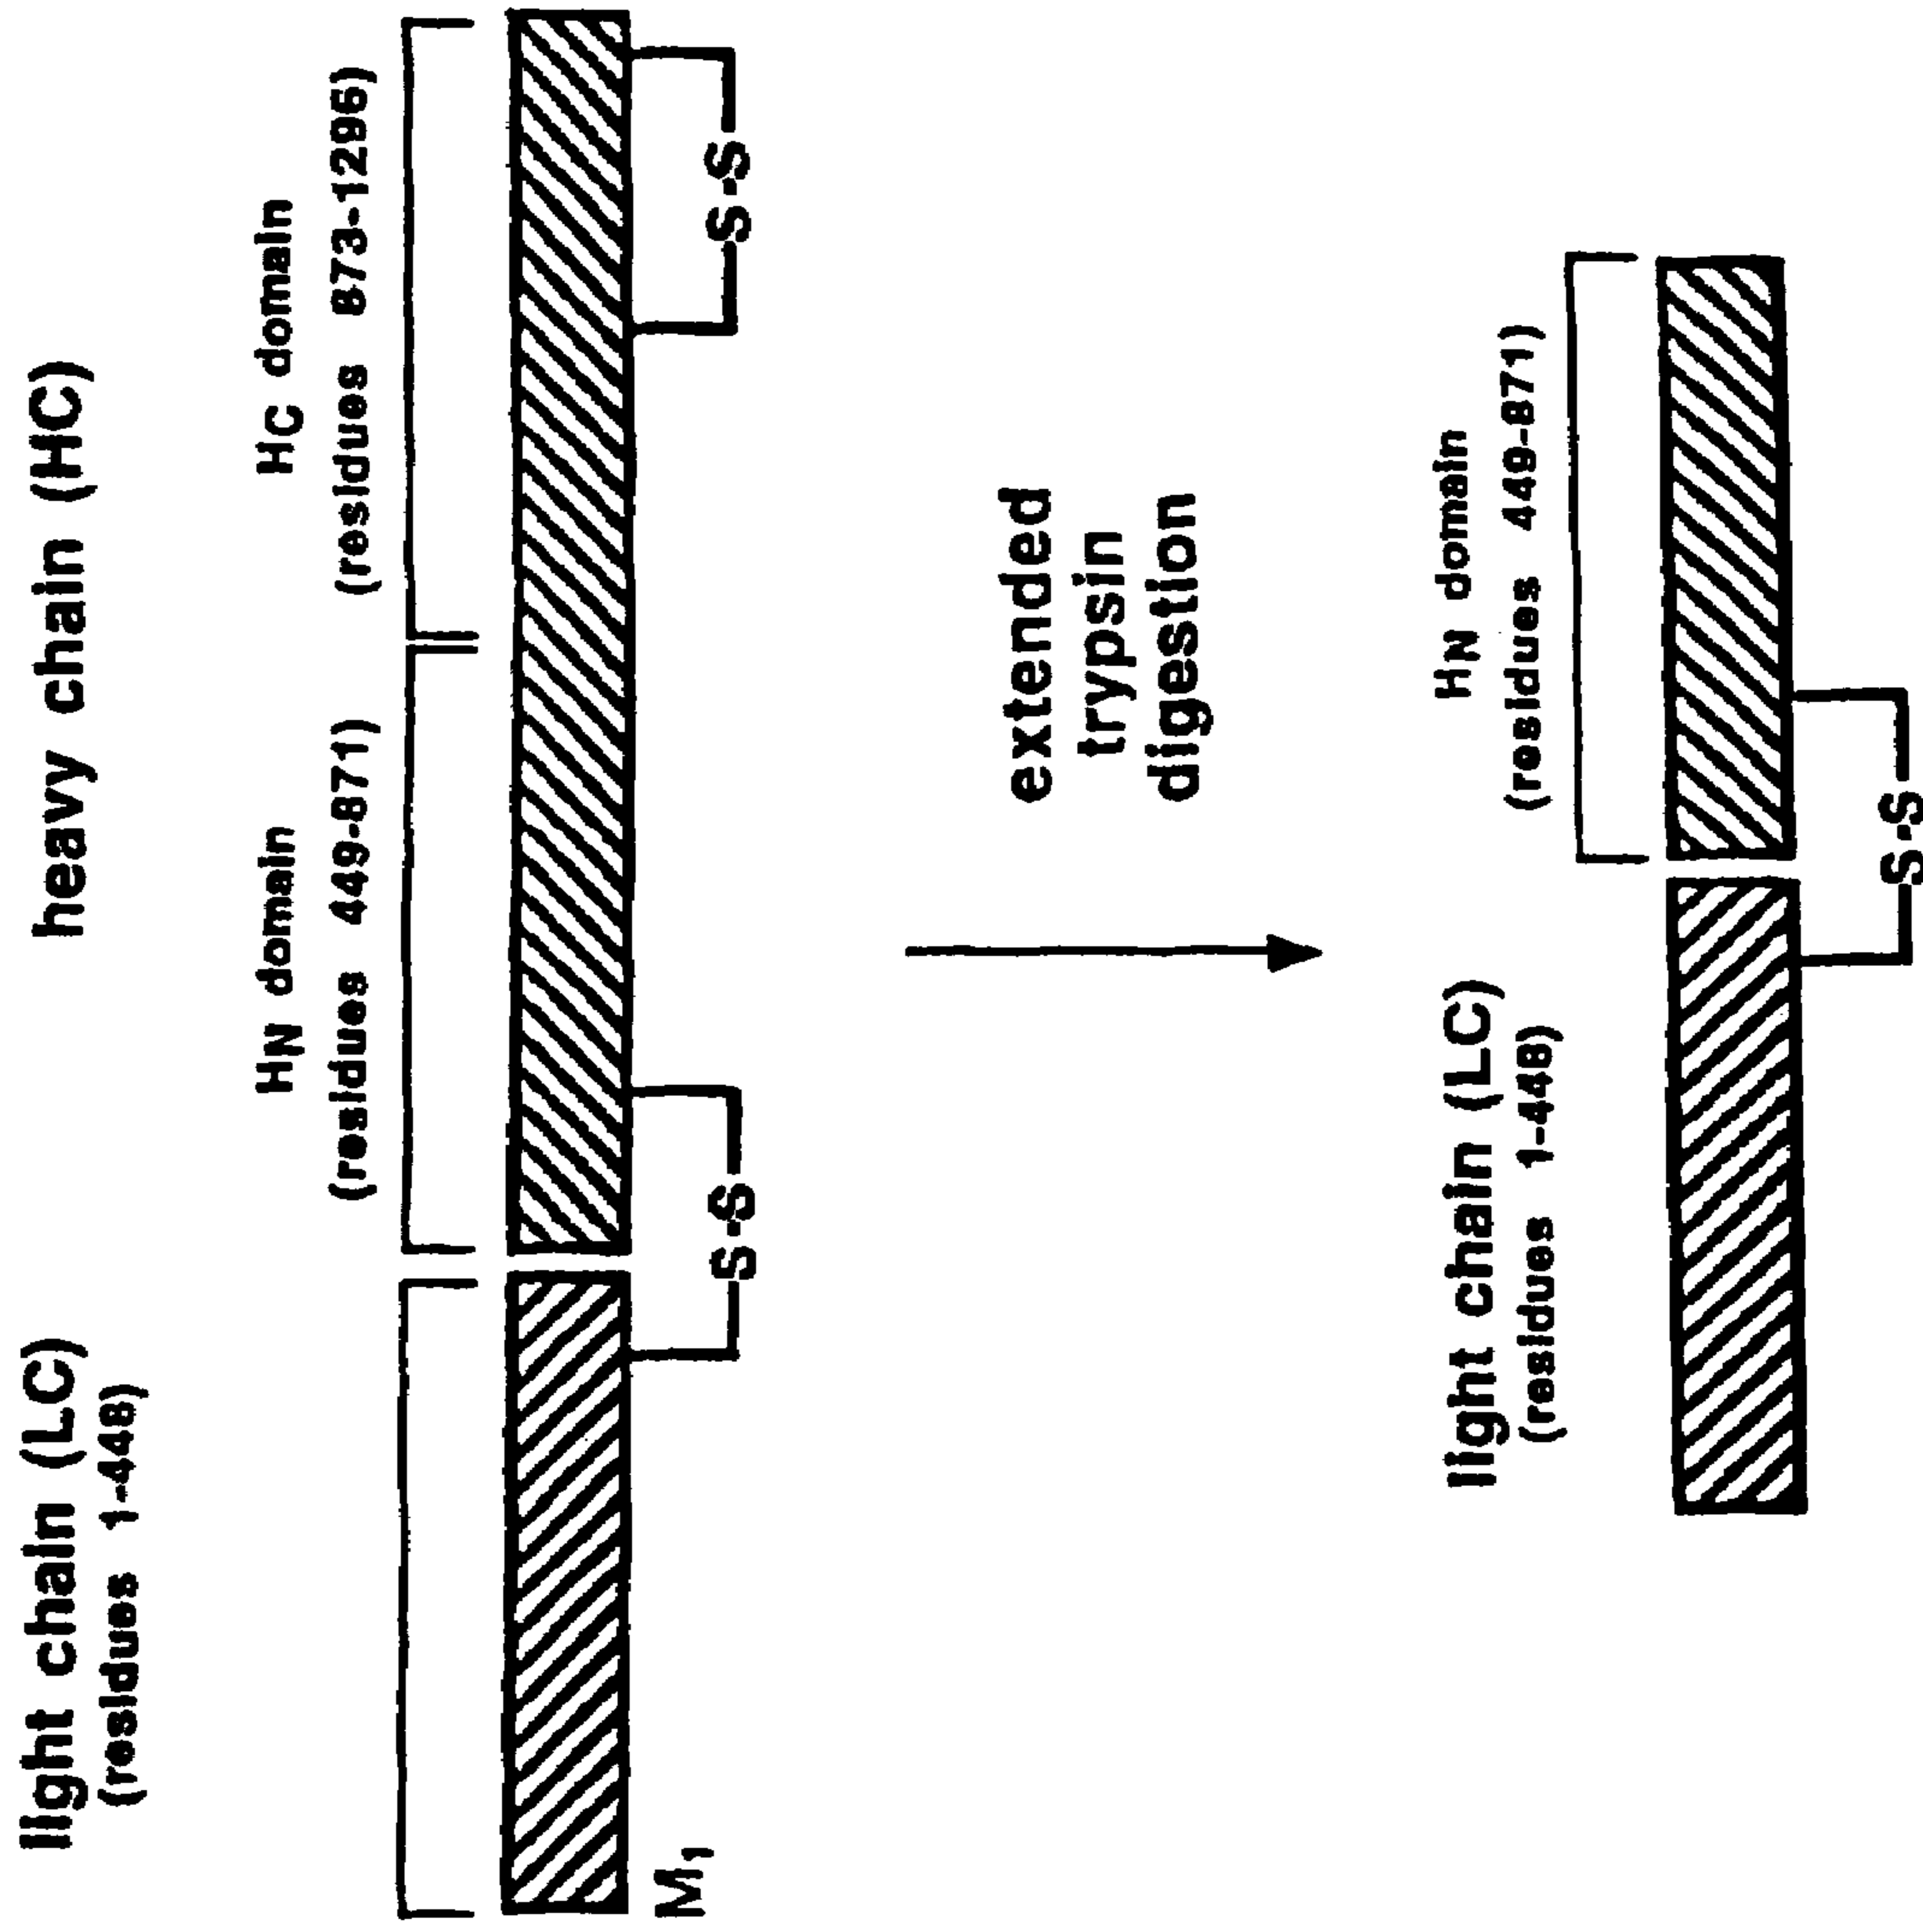 light chain (LC)
(residues 1-448)
heavy chain (HC)
HN domain
(residues 449-871)
HC domain
(residues 873-1295)
S-S
S-S
M₁
extended
trypsin
digestion
light chain (LC)
(residues 1-448)
HN domain
(residues 449-871)
S-S